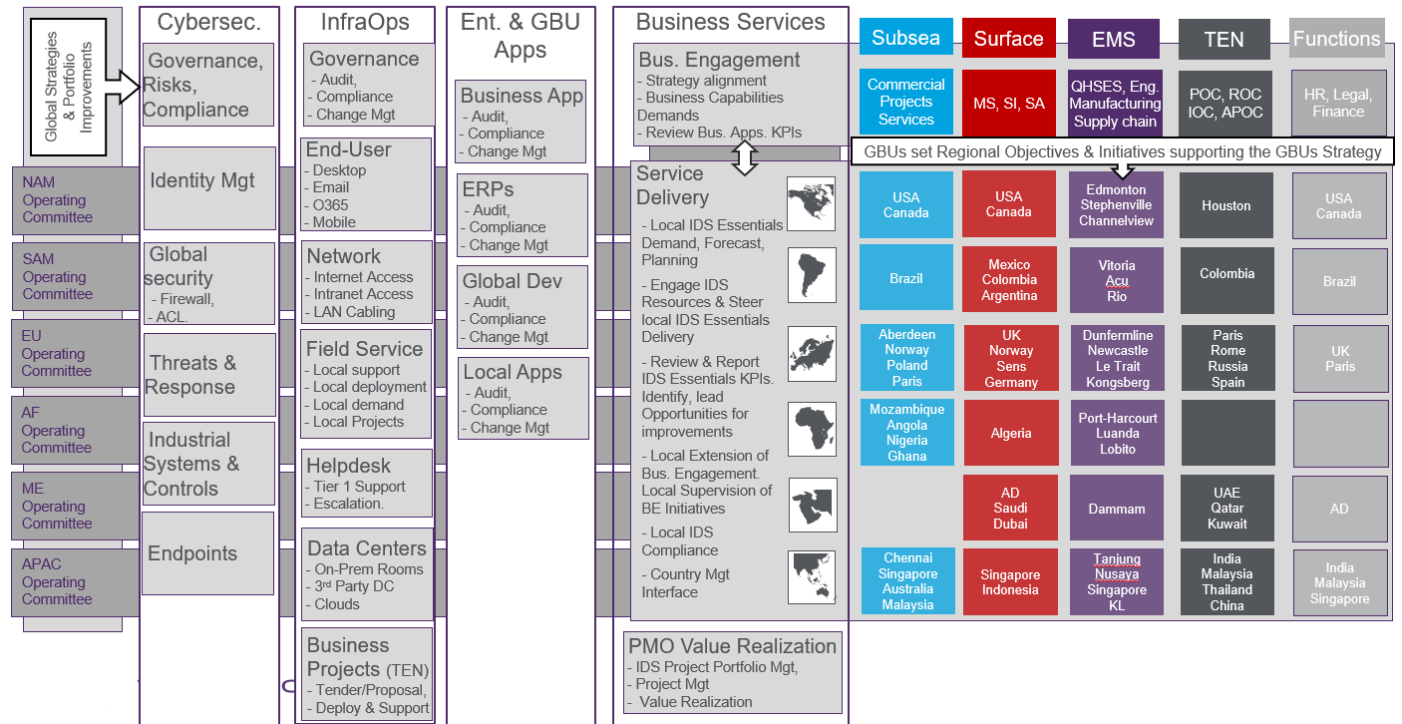 Global Strategies
& Portfolio
Improvements
NAM
Operating
Committee
SAM
Operating
Committee
EU
Operating
Committee
AF
Operating
Committee
ME
Operating
Committee
APAC
Operating
Committee
Cybersec.
Governance,
Risks,
Compliance
Identity Mgt
Global
security
- Firewall,
- ACL.
Threats &
Response
Industrial
Systems &
Controls
Endpoints
InfraOps
Governance
- Audit,
- Compliance
- Change Mgt
End-User
- Desktop
- Email
- O365
- Mobile
Network
- Internet Access
- Intranet Access
- LAN Cabling
Field Service
- Local support
- Local deployment
- Local demand
- Local Projects
Helpdesk
- Tier 1 Support
- Escalation.
Data Centers
- On-Prem Rooms
- 3rd Party DC
- Clouds
Business
Projects (TEN)
- Tender/Proposal,
- Deploy & Support
Ent. & GBU
Apps
Business App
- Audit,
- Compliance
- Change Mgt
ERPs
- Audit,
- Compliance
- Change Mgt
Global Dev
- Audit,
- Compliance
- Change Mgt
Local Apps
- Audit,
- Compliance
- Change Mgt
Business Services
Bus. Engagement
- Strategy alignment
- Business Capabilities
Demands
- Review Bus. Apps. KPIs
Service
Delivery
- Local IDS Essentials
Demand, Forecast,
Planning
- Engage IDS
Resources & Steer
local IDS Essentials
Delivery
- Review & Report
IDS Essentials KPIs.
Identify, lead
Opportunities for
improvements
- Local Extension of
Bus. Engagement.
Local Supervision of
BE Initiatives
- Local IDS
Compliance
- Country Mgt
Interface
PMO Value Realization
- IDS Project Portfolio Mgt,
- Project Mgt
- Value Realization
Subsea
Surface
EMS
TEN
Functions
Commercial
Projects
Services
MS, SI, SA
QHSES, Eng.
Manufacturing
Supply chain
POC, ROC
IOC, APOC
HR, Legal,
Finance
GBUs set Regional Objectives & Initiatives supporting the GBUs Strategy
USA
Canada
USA
Canada
Edmonton
Stephenville
Channelview
Houston
USA
Canada
Brazil
Mexico
Colombia
Argentina
Vitoria
Acu
Rio
Colombia
Brazil
Aberdeen
Norway
Poland
Paris
UK
Norway
Sens
Germany
Dunfermline
Newcastle
Le Trait
Kongsberg
Paris
Rome
Russia
Spain
UK
Paris
Mozambique
Angola
Nigeria
Ghana
Algeria
Port-Harcourt
Luanda
Lobito
AD
Saudi
Dubai
Dammam
UAE
Qatar
Kuwait
AD
Chennai
Singapore
Australia
Malaysia
Singapore
Indonesia
Tanjung
Nusaya
Singapore
KL
India
Malaysia
Thailand
China
India
Malaysia
Singapore